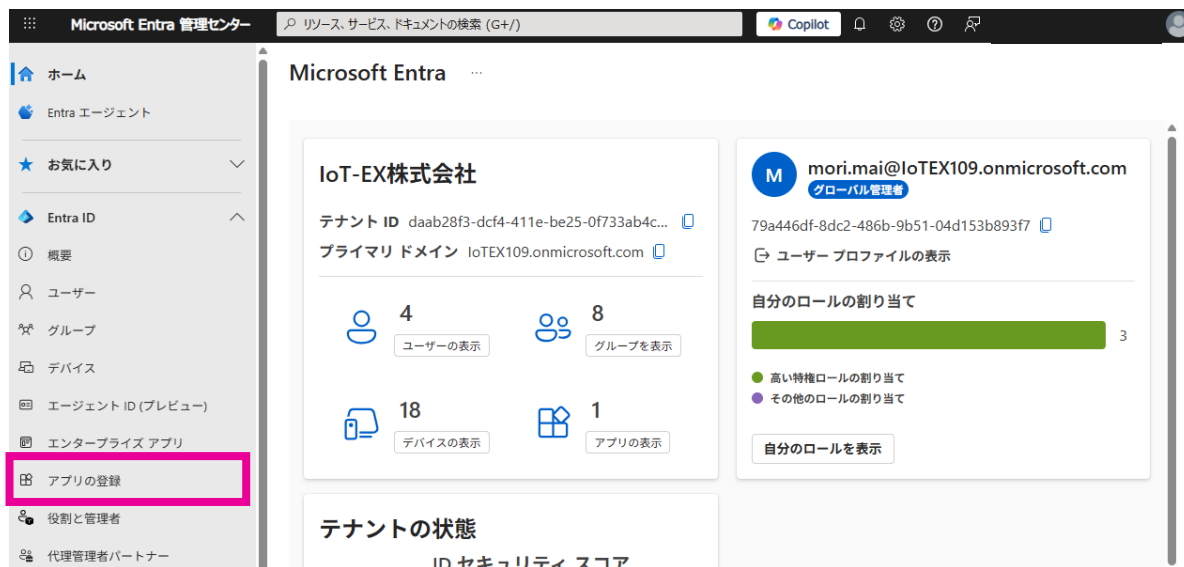 Microsoft Entra 管理センター
リソース、サービス、ドキュメントの検索 (G+/)
Copilot
ホーム
Entra エージェント
お気に入り
Entra ID
概要
ユーザー
グループ
デバイス
エージェント ID (プレビュー)
エンタープライズ アプリ
アプリの登録
役割と管理者
代理管理者パートナー
Microsoft Entra ...
IoT-EX株式会社
テナント ID daab28f3-dcf4-411e-be25-0f733ab4c...
プライマリ ドメイン IoTEX109.onmicrosoft.com
4
ユーザーの表示
8
グループを表示
18
デバイスの表示
1
アプリの表示
テナントの状態
ID セキュリティ スコア
M
mori.mai@IoTEX109.onmicrosoft.com
グローバル管理者
79a446df-8dc2-486b-9b51-04d153b893f7
ユーザー プロファイルの表示
自分のロールの割り当て
3
高い特権ロールの割り当て
その他のロールの割り当て
自分のロールを表示